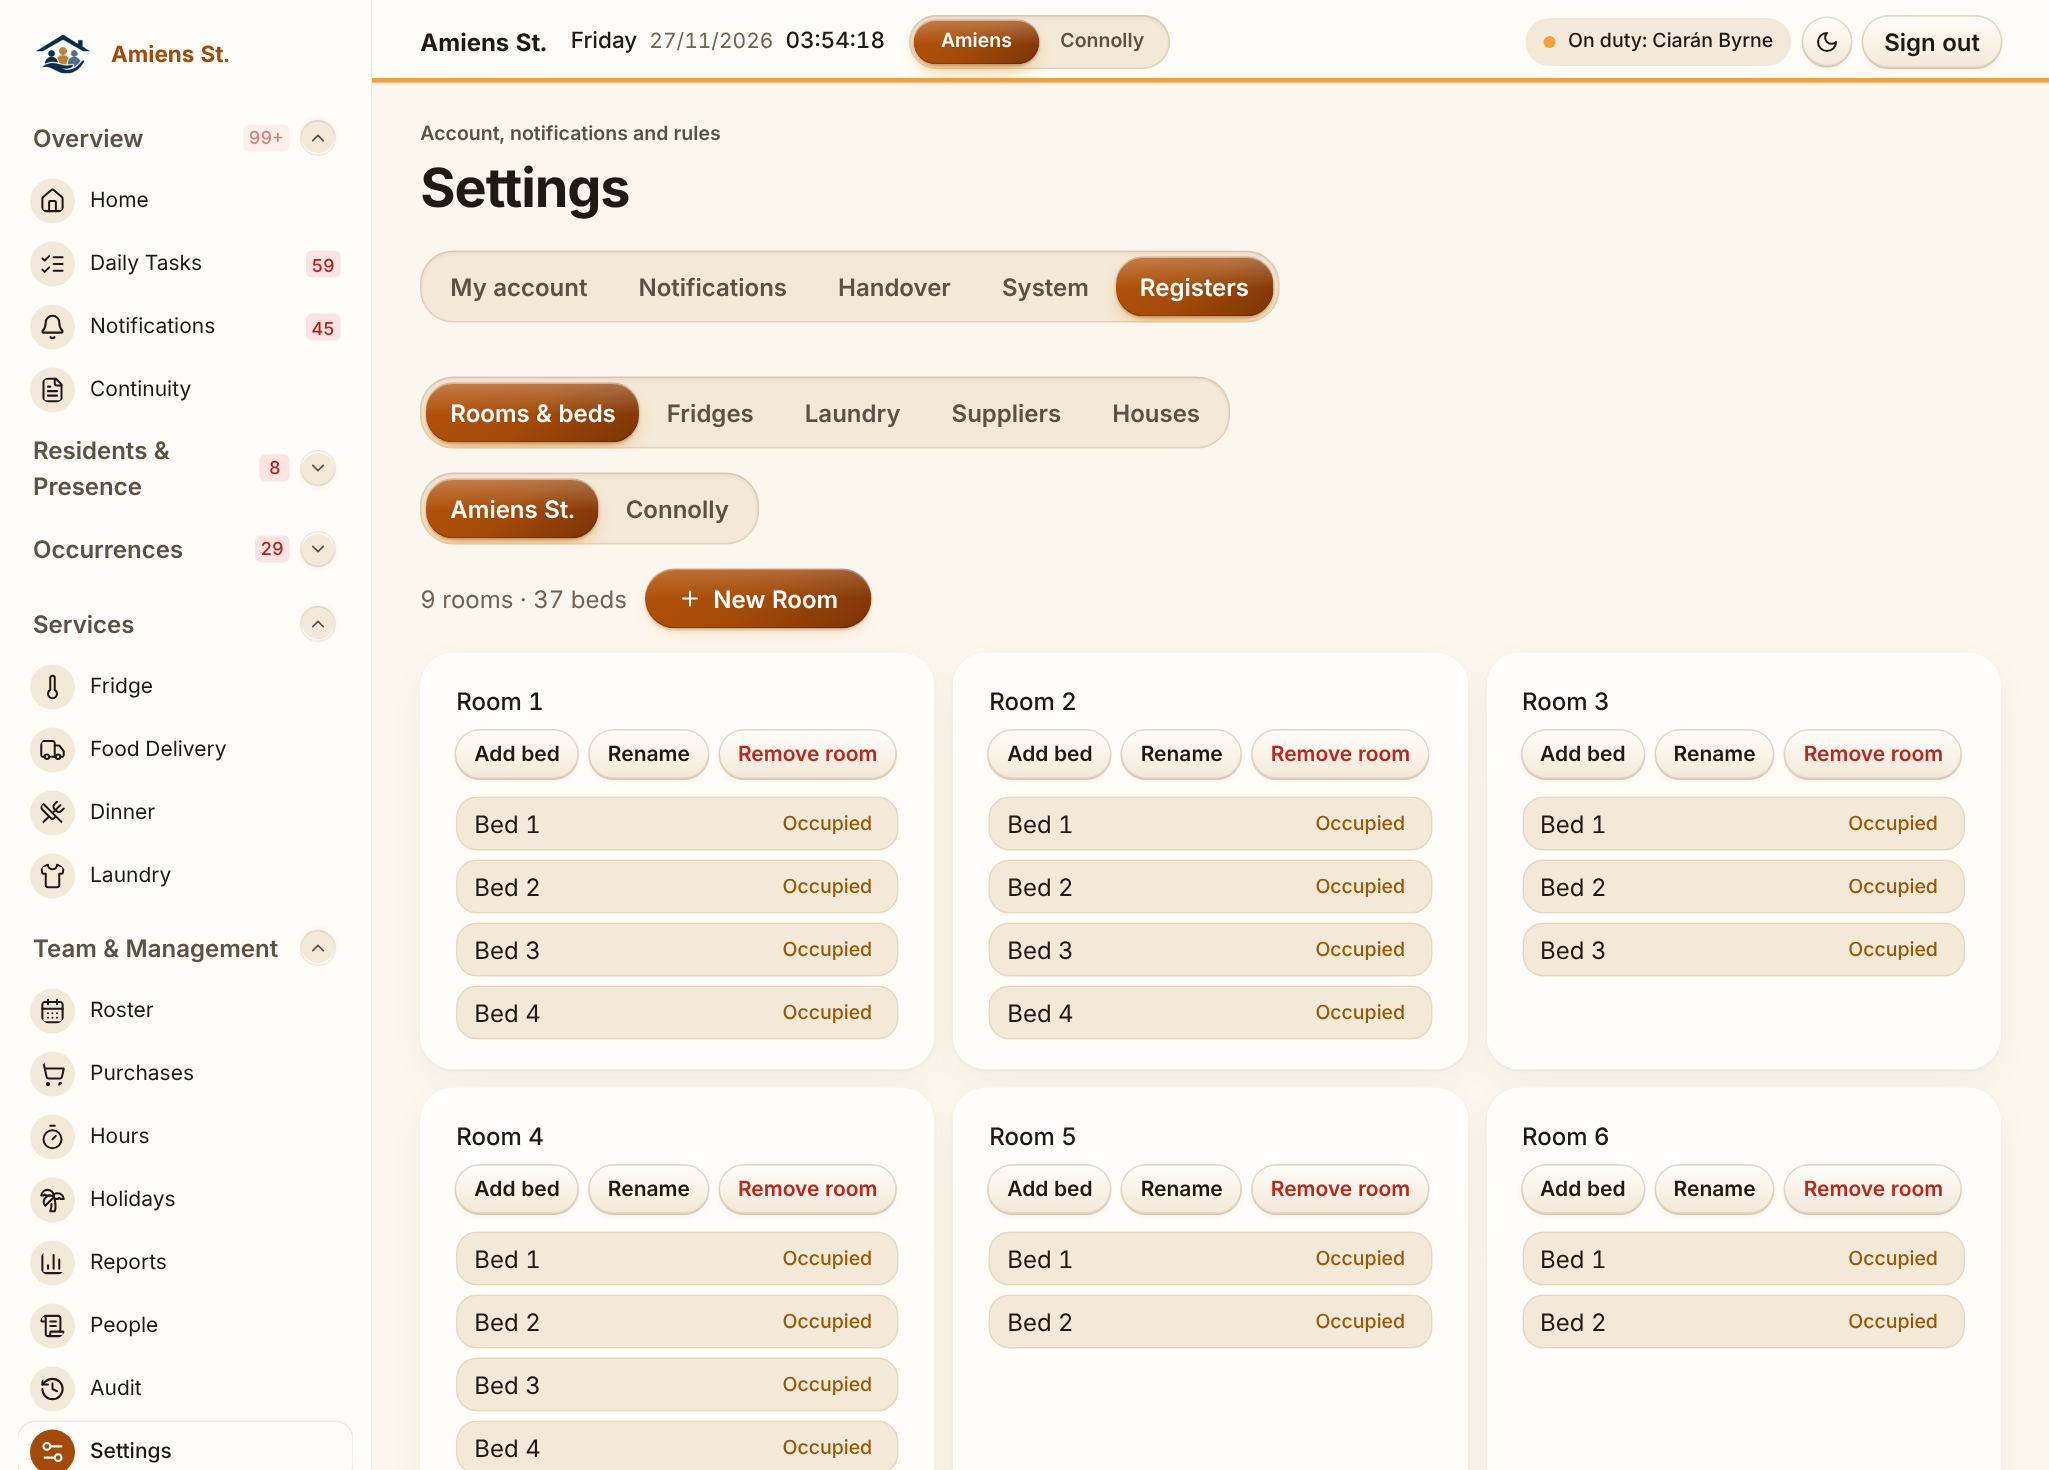 Amiens St.
Overview 99+
Home
Daily Tasks 59
Notifications 45
Continuity
Residents &
Presence 8
Occurrences 29
Services
Fridge
Food Delivery
Dinner
Laundry
Team & Management
Roster
Purchases
Hours
Holidays
Reports
People
Audit
Settings
Amiens St. Friday 27/11/2026 03:54:18 Amiens Connolly On duty: Ciarán Byrne Sign out
Account, notifications and rules
Settings
My account Notifications Handover System Registers
Rooms & beds Fridges Laundry Suppliers Houses
Amiens St. Connolly
9 rooms · 37 beds + New Room
Room 1
Add bed Rename Remove room
Bed 1 Occupied
Bed 2 Occupied
Bed 3 Occupied
Bed 4 Occupied
Room 2
Add bed Rename Remove room
Bed 1 Occupied
Bed 2 Occupied
Bed 3 Occupied
Bed 4 Occupied
Room 3
Add bed Rename Remove room
Bed 1 Occupied
Bed 2 Occupied
Bed 3 Occupied
Room 4
Add bed Rename Remove room
Bed 1 Occupied
Bed 2 Occupied
Bed 3 Occupied
Bed 4 Occupied
Room 5
Add bed Rename Remove room
Bed 1 Occupied
Bed 2 Occupied
Room 6
Add bed Rename Remove room
Bed 1 Occupied
Bed 2 Occupied